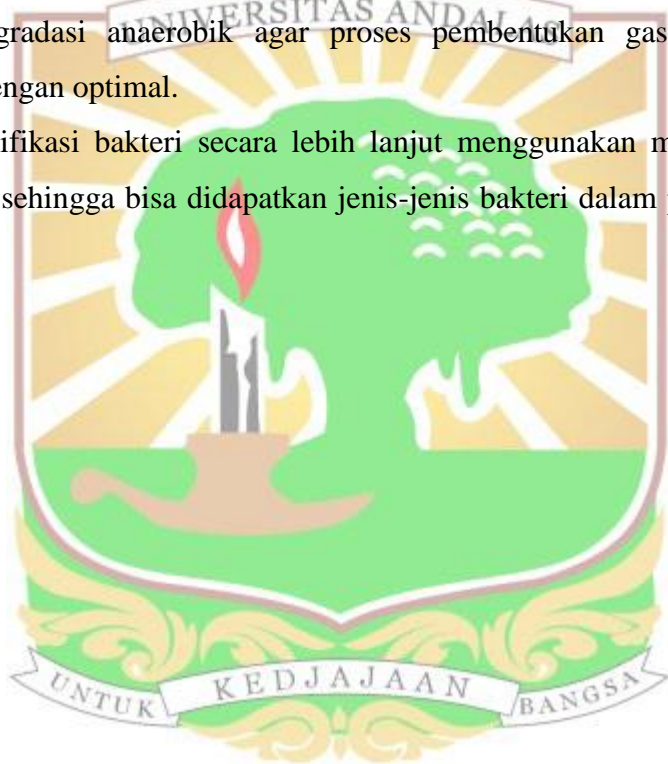 UNIVERSITAS ANDALAS
gradasi anaerobik agar proses pembentukan gas
engan optimal.
ifikasi bakteri secara lebih lanjut menggunakan m
sehingga bisa didapatkan jenis-jenis bakteri dalam
UNTUK KEDJAJAAN BANGSA